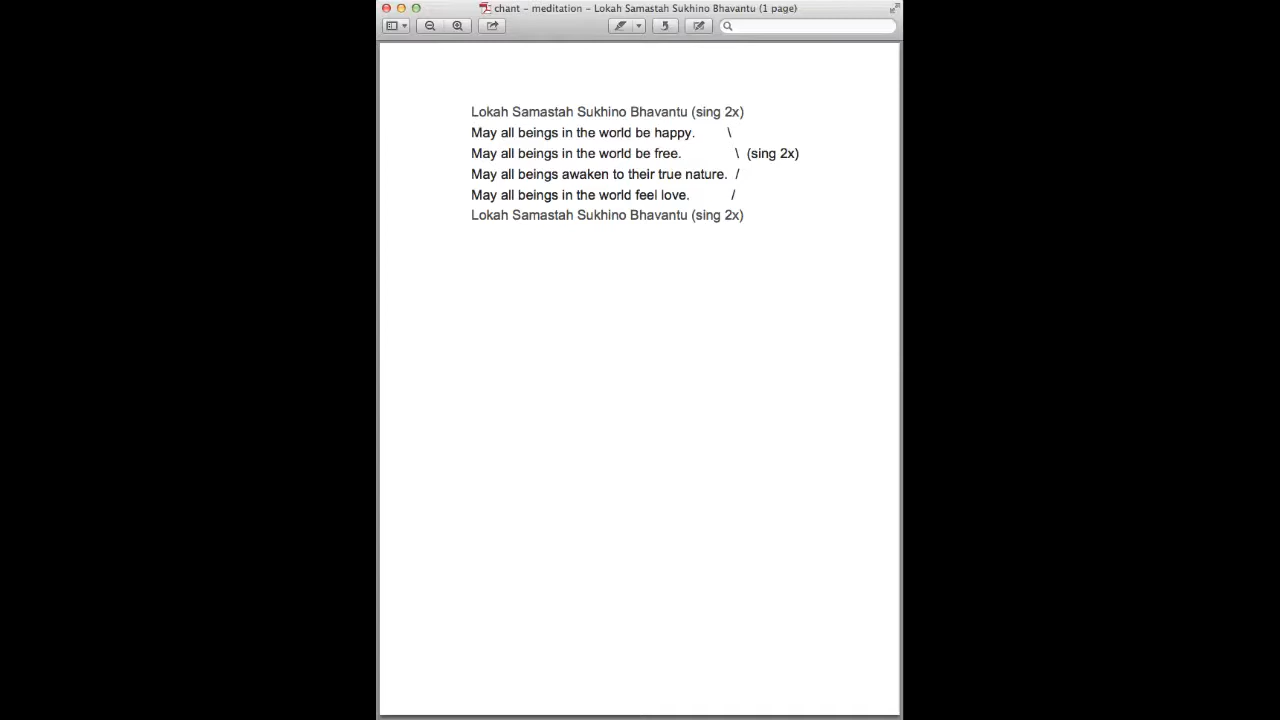 chant – meditation – Lokah Samastah Sukhino Bhavantu (1 page)
Lokah Samastah Sukhino Bhavantu (sing 2x)
May all beings in the world be happy. \
May all beings in the world be free. \ (sing 2x)
May all beings awaken to their true nature. /
May all beings in the world feel love. /
Lokah Samastah Sukhino Bhavantu (sing 2x)